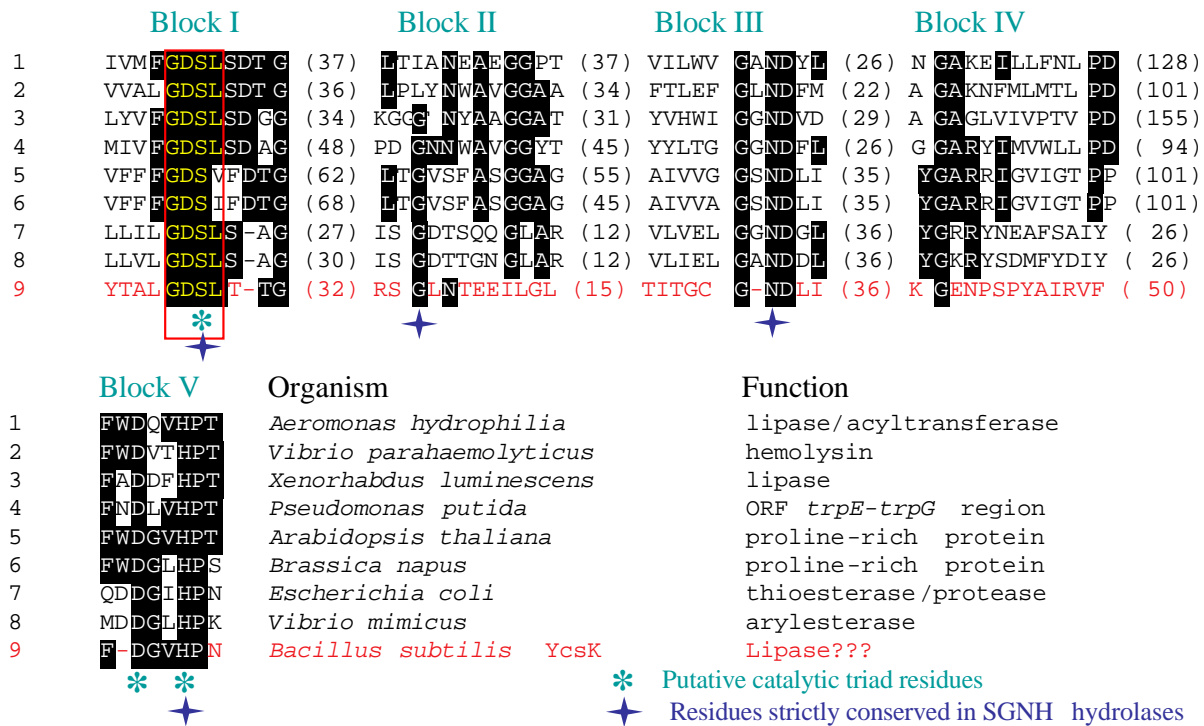 Block I Block II Block III Block IV
1 IVMFGDSLSDTG (37) LTIANEAEGGPT (37) VILWV GANDYL (26) N GAKEILLFNL PD (128)
2 VVALGDSLSDTG (36) LPLYNWAVGGAA (34) FTLEF GLNDFM (22) A GAKNFMLMTL PD (101)
3 LYVFGDSLSDGG (34) KGGG NYAAGGAT (31) YVHWI GGNDVD (29) A GAGLVIVPTV PD (155)
4 MIVFGDSLSDAG (48) PD GNNWAVGGYT (45) YYLTG GGNDFL (26) G GARYIMVWLL PD ( 94)
5 VFFFGDSVFDTG (62) LTGVSFASGGAG (55) AIVVG GSNDLI (35) YGARRIGVIGT PP (101)
6 VFFFGDSIFDTG (68) LTGVSFASGGAG (45) AIVVA GSNDLI (35) YGARRIGVIGT PP (101)
7 LLILGDSLS-AG (27) IS GDTSQQ GLAR (12) VLVEL GGNDGL (36) YGRRYNEAFSAIY ( 26)
8 LLVLGDSLS-AG (30) IS GDTTGN GLAR (12) VLIEL GANDDL (36) YGKRYSDMFYDIY ( 26)
9 YTALGDSLT-TG (32) RS GLNTEEILGL (15) TITGC G-NDLI (36) K GENPSPYAIRVF ( 50)
Block V Organism Function
1 FWDQVHPT Aeromonas hydrophilia lipase/acyltransferase
2 FWDVTHPT Vibrio parahaemolyticus hemolysin
3 FADDFHPT Xenorhabdus luminescens lipase
4 FNDLVHPT Pseudomonas putida ORF trpE-trpG region
5 FWDGVHPT Arabidopsis thaliana proline-rich protein
6 FWDGLHPS Brassica napus proline-rich protein
7 QDDGIHPN Escherichia coli thioesterase/protease
8 MDDGLHPK Vibrio mimicus arylesterase
9 F-DGVHPN Bacillus subtilis YcsK Lipase???
Putative catalytic triad residues
Residues strictly conserved in SGNH hydrolases